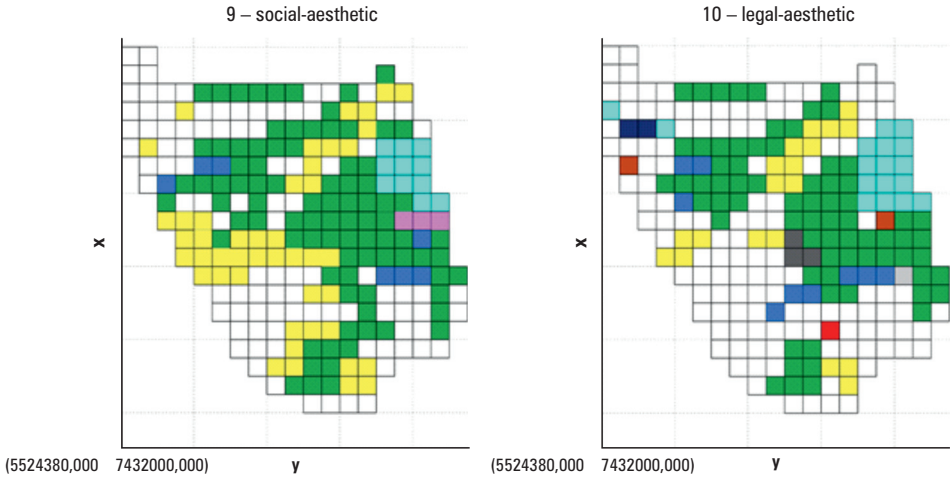 9 – social-aesthetic
10 – legal-aesthetic
x
x
(5524380,000 7432000,000) y
(5524380,000 7432000,000) y